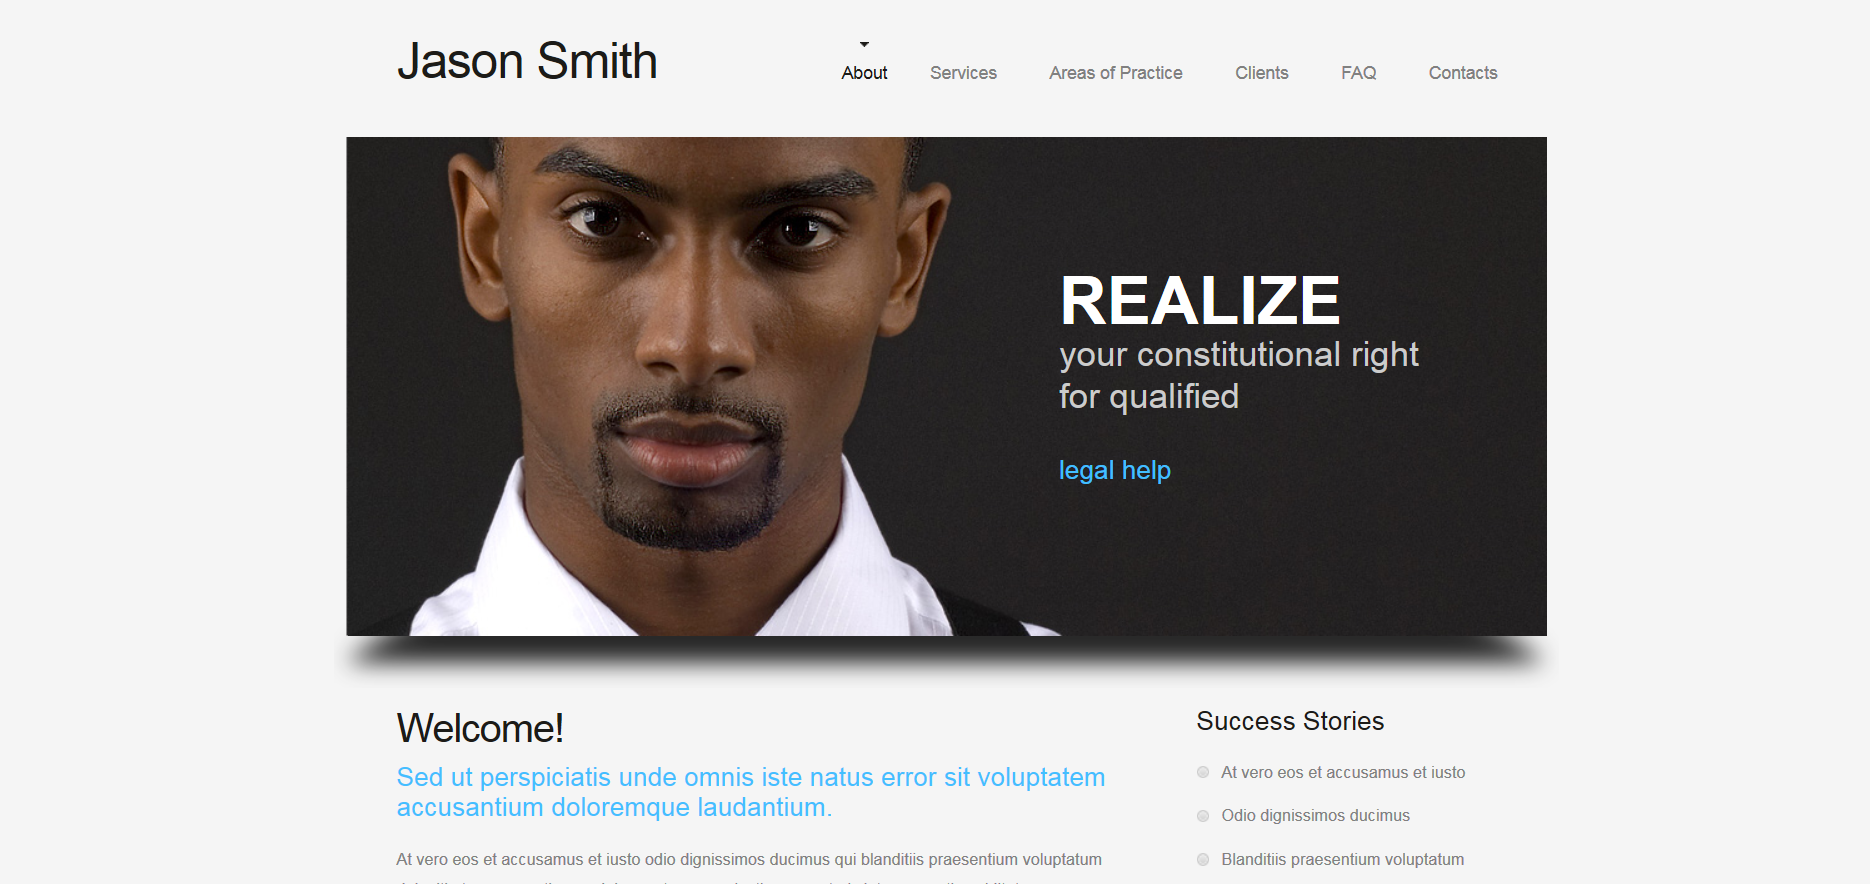 Jason Smith
About
Services
Areas of Practice
Clients
FAQ
Contacts
REALIZE
your constitutional right
for qualified
legal help
Welcome!
Sed ut perspiciatis unde omnis iste natus error sit voluptatem
accusantium doloremque laudantium.
At vero eos et accusamus et iusto odio dignissimos ducimus qui blanditiis praesentium voluptatum
Success Stories
At vero eos et accusamus et iusto
Odio dignissimos ducimus
Blanditiis praesentium voluptatum